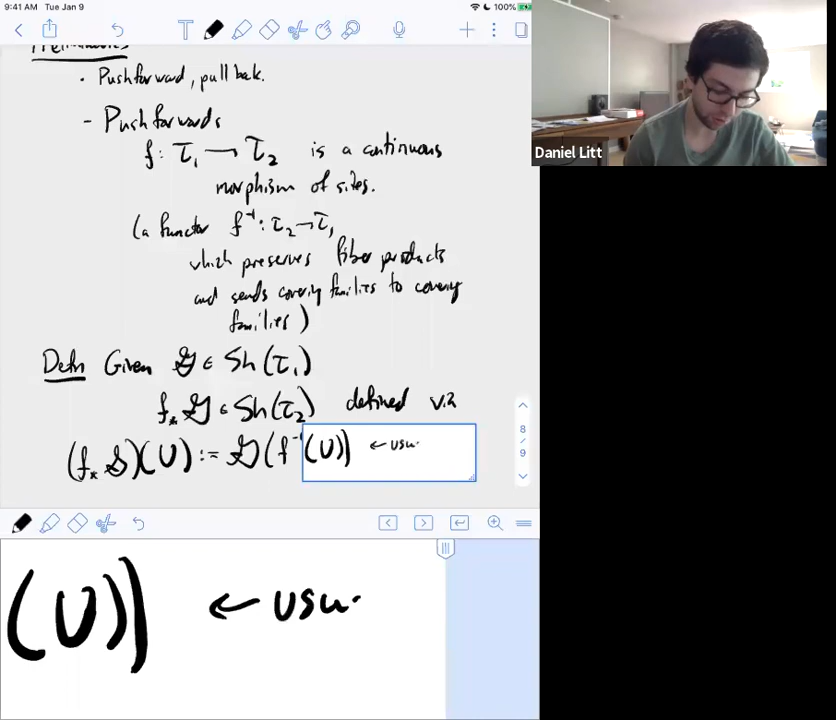 9:41 AM Tue Jan 9
100%
Preliminaries
• Pushforward, pullback.
- Pushforwards
f: τ₁ → τ₂ is a continuous
morphism of sites.
(a functor f⁻¹: τ₂ → τ₁
which preserves fiber products
and sends covering families to covering
families)
Defn Given 𝒢 ∈ Sh(τ₁)
f⁎𝒢 ∈ Sh(τ₂) defined via
(f⁎𝒢)(U) := 𝒢(f⁻¹(U)) ← usu
8
/
9
(U)) ← usu
Daniel Litt